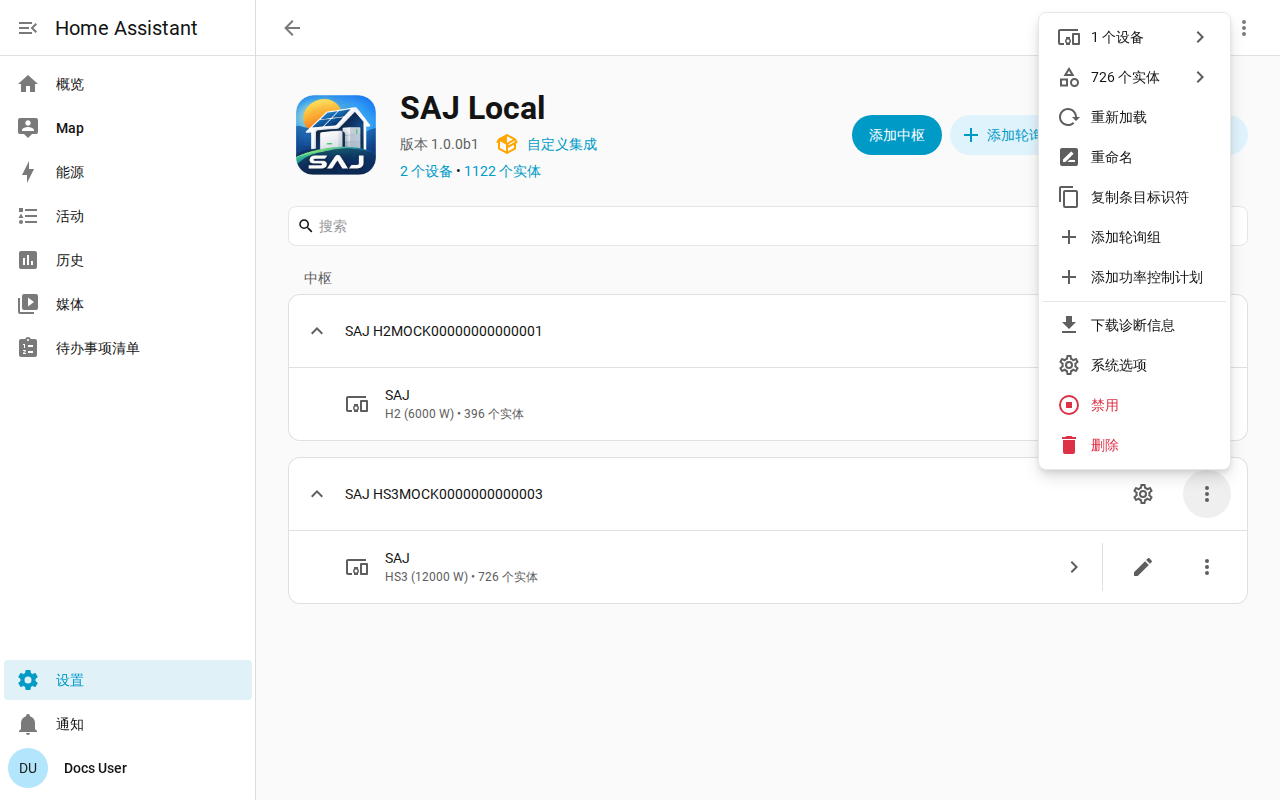 Home Assistant
概览
Map
能源
活动
历史
媒体
待办事项清单
设置
通知
DU
Docs User
SAJ
SAJ Local
版本 1.0.0b1
自定义集成
2 个设备 • 1122 个实体
添加中枢
添加轮询
搜索
中枢
SAJ H2MOCK00000000000001
SAJ
H2 (6000 W) • 396 个实体
SAJ HS3MOCK0000000000003
SAJ
HS3 (12000 W) • 726 个实体
1 个设备
726 个实体
重新加载
重命名
复制条目标识符
添加轮询组
添加功率控制计划
下载诊断信息
系统选项
禁用
删除